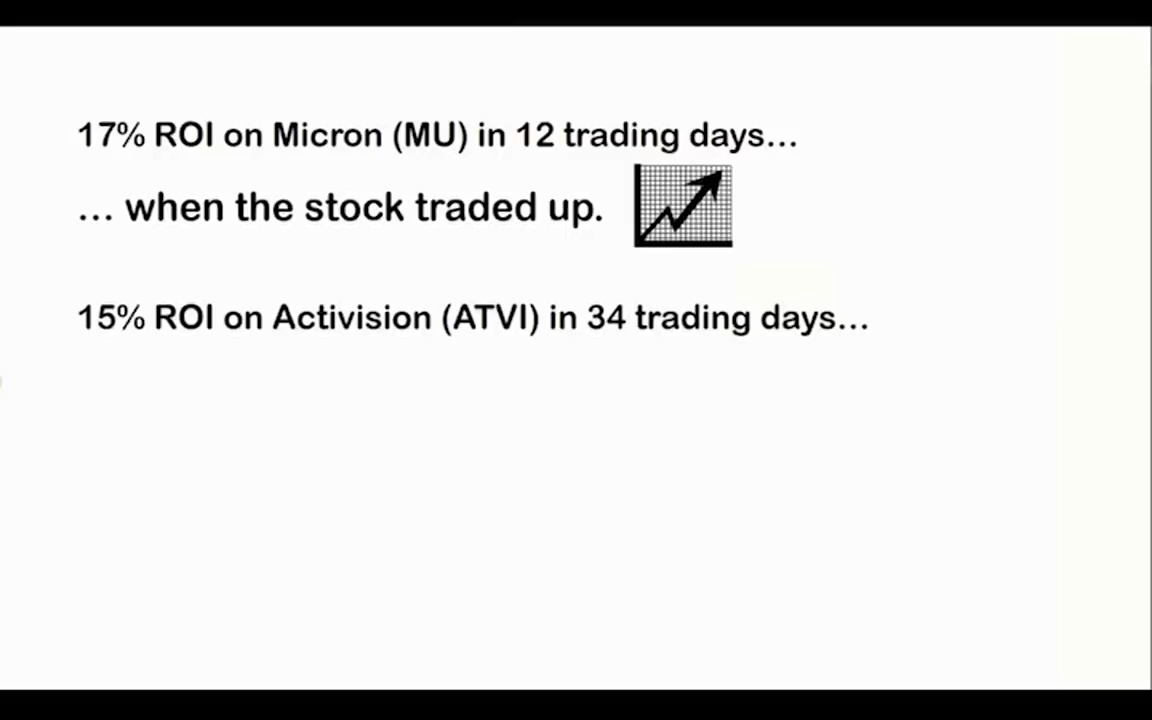 17% ROI on Micron (MU) in 12 trading days…
… when the stock traded up.
15% ROI on Activision (ATVI) in 34 trading days…